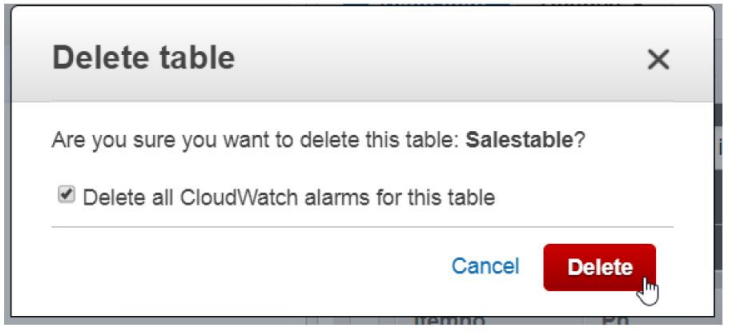 Delete table
Are you sure you want to delete this table: Salestable?
Delete all CloudWatch alarms for this table
Cancel
Delete